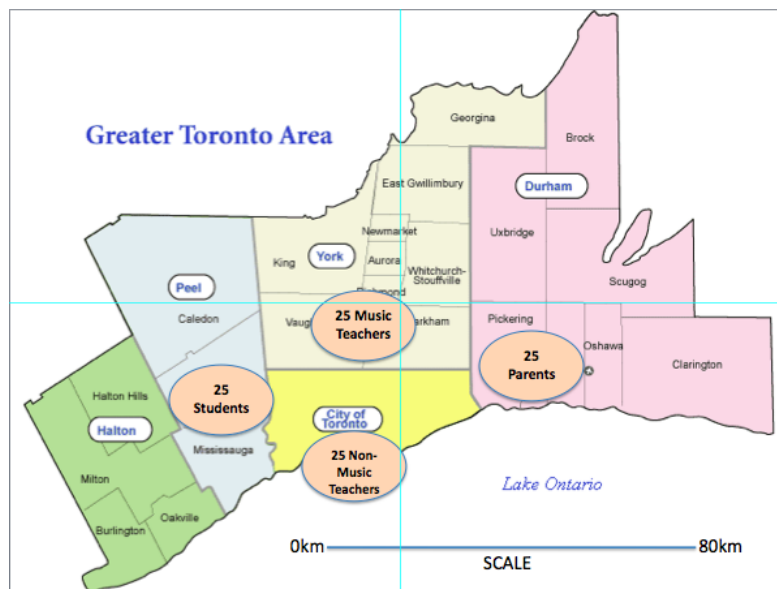 Georgina
Greater Toronto Area
Brock
East Gwillimbury
Durham
Newmarket
Uxbridge
King
York
Aurora
Whitchurch-
Stouffville
Scugog
Peel
Caledon
25 Music
Teachers
Pickering
25
Parents
Oshawa
Clarington
Halton Hills
25
Students
City of
Toronto
Halton
Mississauga
25 Non-
Music
Teachers
Milton
Lake Ontario
Oakville
Burlington
0km
80km
SCALE